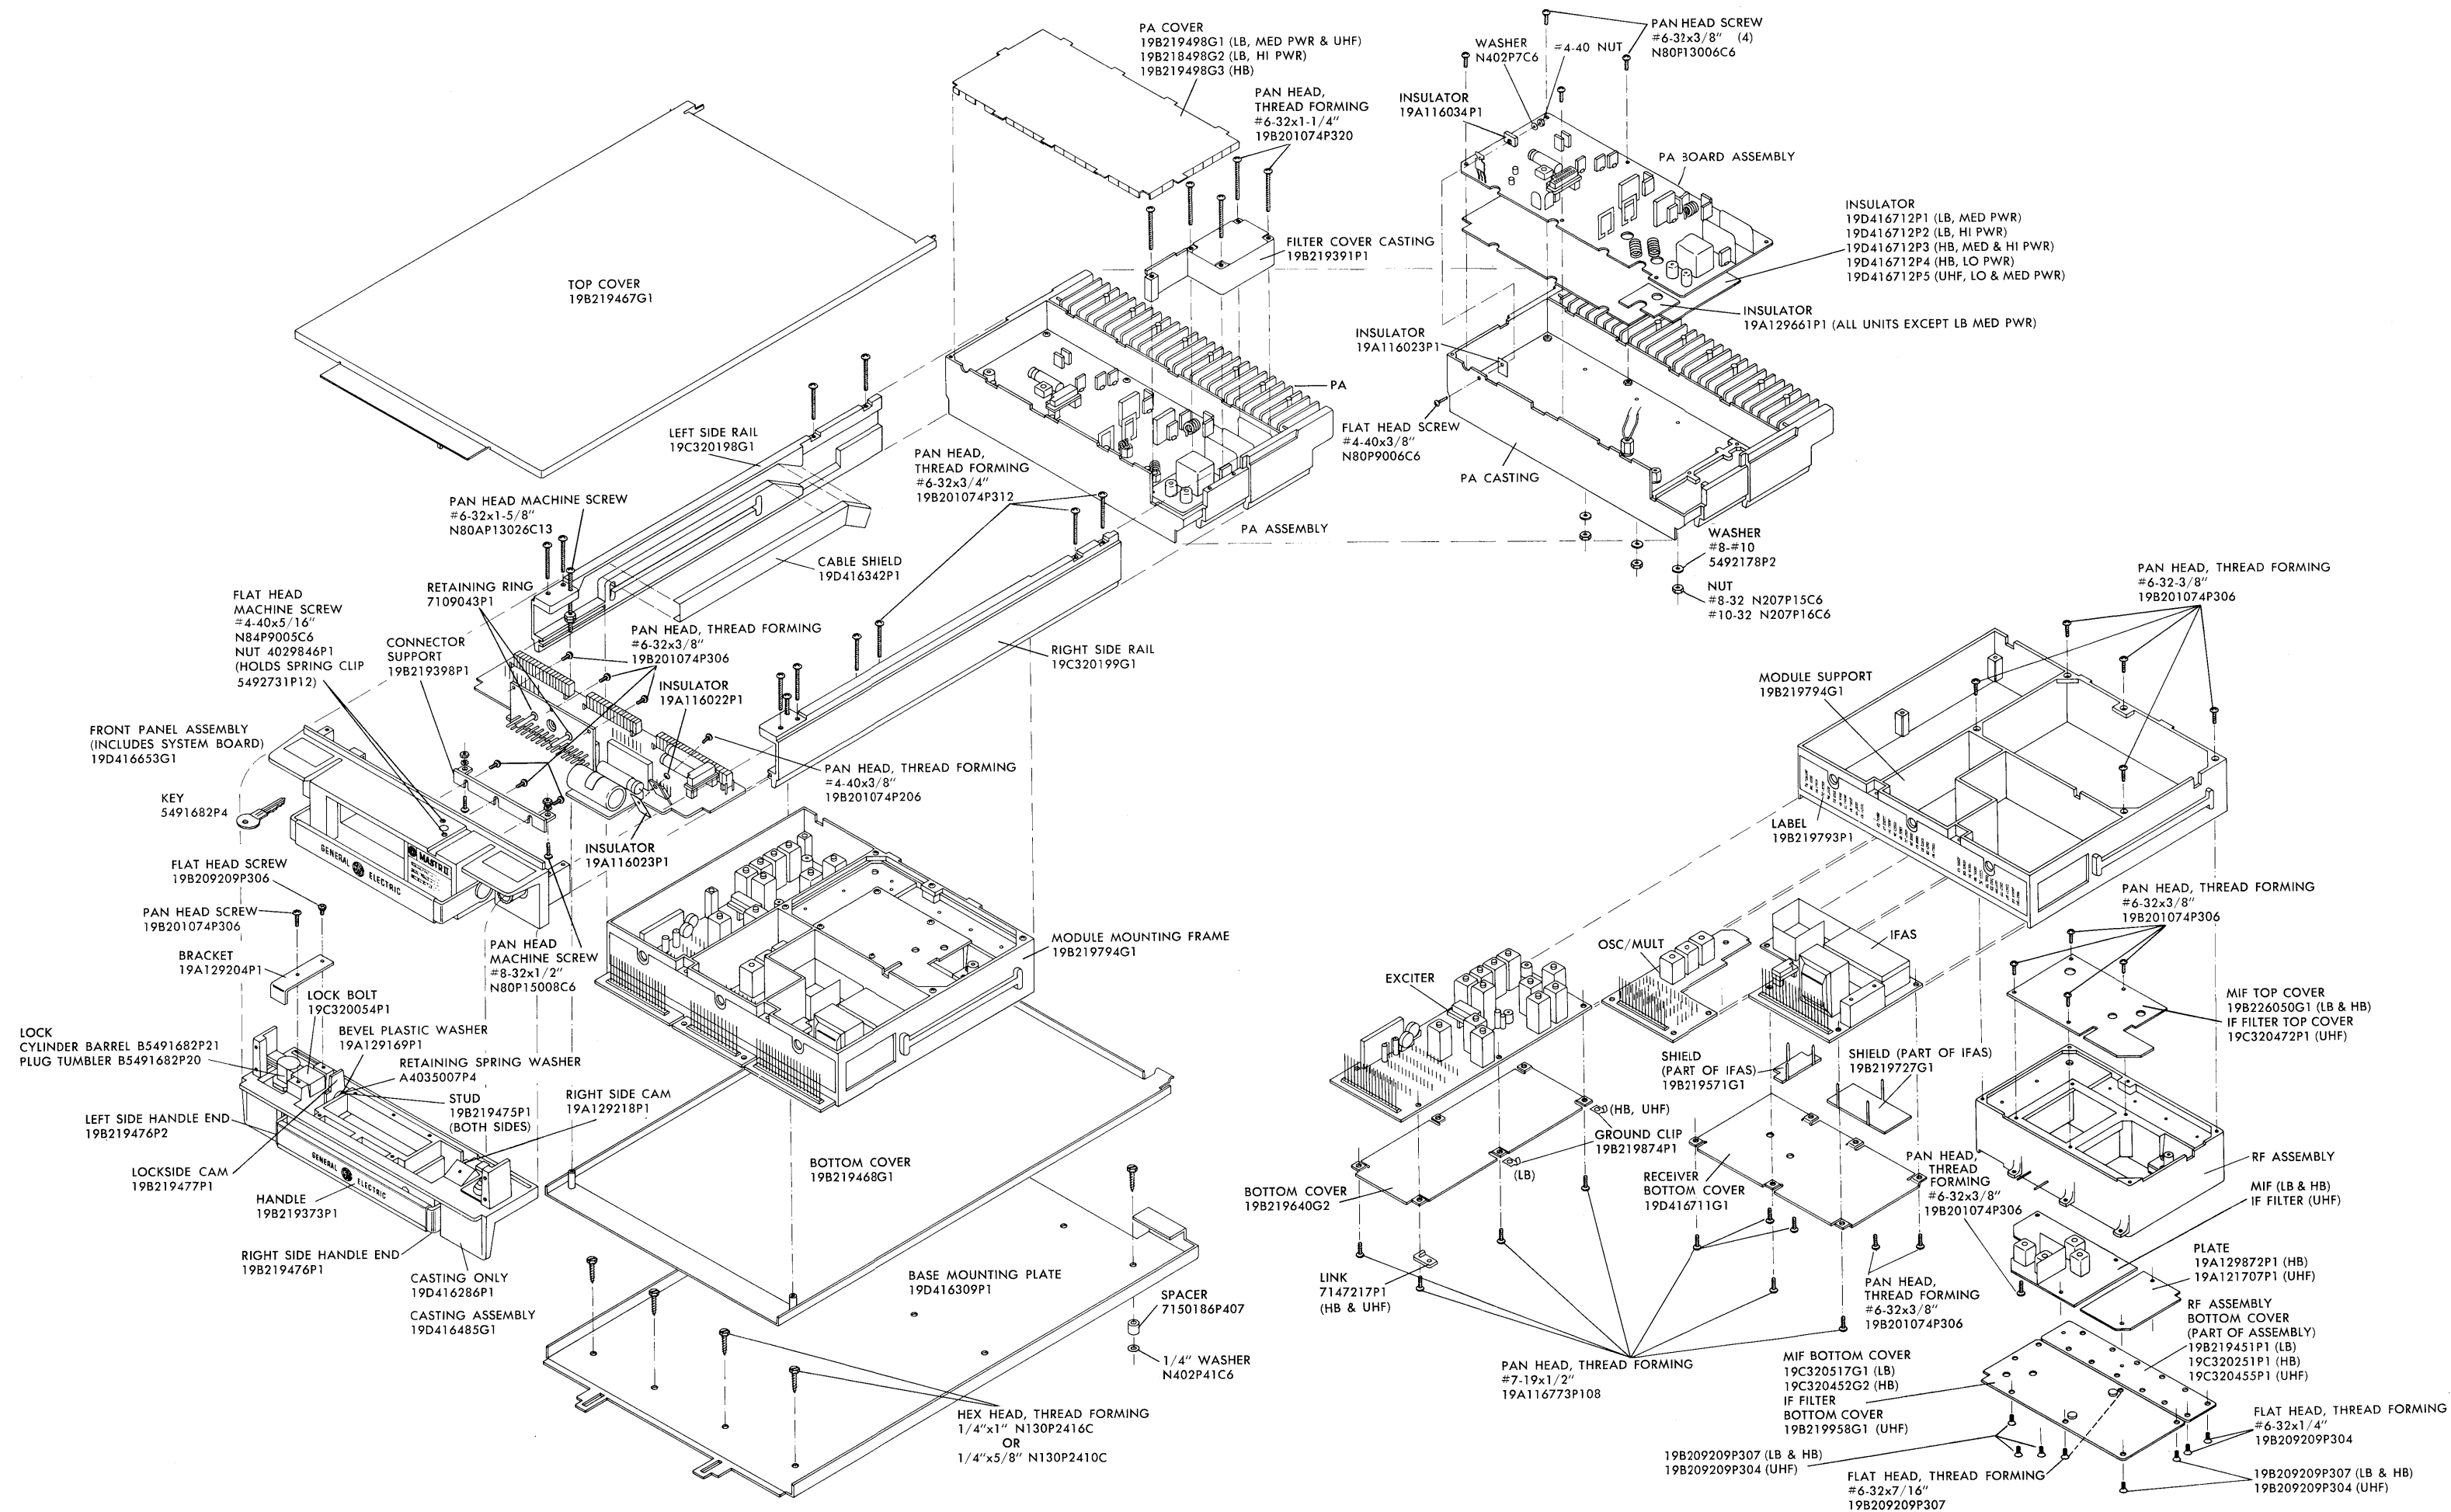 PA COVER
19B219498G1 (LB, MED PWR & UHF)
19B218498G2 (LB, HI PWR)
19B219498G3 (HB)
PAN HEAD,
THREAD FORMING
#6-32x1-1/4"
19B201074P320
WASHER
N402P7C6
#4-40 NUT
PAN HEAD SCREW
#6-32x3/8" (4)
N80P13006C6
INSULATOR
19A116034P1
PA BOARD ASSEMBLY
INSULATOR
19D416712P1 (LB, MED PWR)
19D416712P2 (LB, HI PWR)
19D416712P3 (HB, MED & HI PWR)
19D416712P4 (HB, LO PWR)
19D416712P5 (UHF, LO & MED PWR)
INSULATOR
19A129661P1 (ALL UNITS EXCEPT LB MED PWR)
FILTER COVER CASTING
19B219391P1
TOP COVER
19B219467G1
INSULATOR
19A116023P1
PA
FLAT HEAD SCREW
#4-40x3/8"
N80P9006C6
PA CASTING
LEFT SIDE RAIL
19C320198G1
PAN HEAD,
THREAD FORMING
#6-32x3/4"
19B201074P312
PA ASSEMBLY
WASHER
#8-#10
5492178P2
NUT
#8-32 N207P15C6
#10-32 N207P16C6
PAN HEAD MACHINE SCREW
#6-32x1-5/8"
N80AP13026C13
CABLE SHIELD
19D416342P1
RETAINING RING
7109043P1
FLAT HEAD
MACHINE SCREW
#4-40x5/16"
N84P9005C6
NUT 4029846P1
(HOLDS SPRING CLIP
5492731P12)
CONNECTOR
SUPPORT
19B219398P1
PAN HEAD, THREAD FORMING
#6-32x3/8"
19B201074P306
INSULATOR
19A116022P1
RIGHT SIDE RAIL
19C320199G1
FRONT PANEL ASSEMBLY
(INCLUDES SYSTEM BOARD)
19D416653G1
PAN HEAD, THREAD FORMING
#4-40x3/8"
19B201074P206
KEY
5491682P4
INSULATOR
19A116023P1
GENERAL ELECTRIC
MASTR II
FLAT HEAD SCREW
19B209209P306
PAN HEAD SCREW
19B201074P306
BRACKET
19A129204P1
PAN HEAD
MACHINE SCREW
#8-32x1/2"
N80P15008C6
MODULE MOUNTING FRAME
19B219794G1
LOCK BOLT
19C320054P1
BEVEL PLASTIC WASHER
19A129169P1
LOCK
CYLINDER BARREL B5491682P21
PLUG TUMBLER B5491682P20
RETAINING SPRING WASHER
A4035007P4
STUD
19B219475P1
(BOTH SIDES)
RIGHT SIDE CAM
19A129218P1
LEFT SIDE HANDLE END
19B219476P2
LOCKSIDE CAM
19B219477P1
GENERAL ELECTRIC
HANDLE
19B219373P1
RIGHT SIDE HANDLE END
19B219476P1
CASTING ONLY
19D416286P1
CASTING ASSEMBLY
19D416485G1
BOTTOM COVER
19B219468G1
BASE MOUNTING PLATE
19D416309P1
SPACER
7150186P407
1/4" WASHER
N402P41C6
HEX HEAD, THREAD FORMING
1/4"x1" N130P2416C
OR
1/4"x5/8" N130P2410C
PAN HEAD, THREAD FORMING
#6-32-3/8"
19B201074P306
MODULE SUPPORT
19B219794G1
LABEL
19B219793P1
PAN HEAD, THREAD FORMING
#6-32x3/8"
19B201074P306
IFAS
OSC/MULT
EXCITER
MIF TOP COVER
19B226050G1 (LB & HB)
IF FILTER TOP COVER
19C320472P1 (UHF)
SHIELD
(PART OF IFAS)
19B219571G1
SHIELD (PART OF IFAS)
19B219727G1
(HB, UHF)
GROUND CLIP
19B219874P1
(LB)
BOTTOM COVER
19B219640G2
RECEIVER
BOTTOM COVER
19D416711G1
PAN HEAD,
THREAD
FORMING
#6-32x3/8"
19B201074P306
RF ASSEMBLY
MIF (LB & HB)
IF FILTER (UHF)
LINK
7147217P1
(HB & UHF)
PAN HEAD,
THREAD FORMING
#6-32x3/8"
19B201074P306
PLATE
19A129872P1 (HB)
19A121707P1 (UHF)
RF ASSEMBLY
BOTTOM COVER
(PART OF ASSEMBLY)
19B219451P1 (LB)
19C320251P1 (HB)
19C320455P1 (UHF)
PAN HEAD, THREAD FORMING
#7-19x1/2"
19A116773P108
MIF BOTTOM COVER
19C320517G1 (LB)
19C320452G2 (HB)
IF FILTER
BOTTOM COVER
19B219958G1 (UHF)
FLAT HEAD, THREAD FORMING
#6-32x1/4"
19B209209P304
19B209209P307 (LB & HB)
19B209209P304 (UHF)
FLAT HEAD, THREAD FORMING
#6-32x7/16"
19B209209P307
19B209209P307 (LB & HB)
19B209209P304 (UHF)